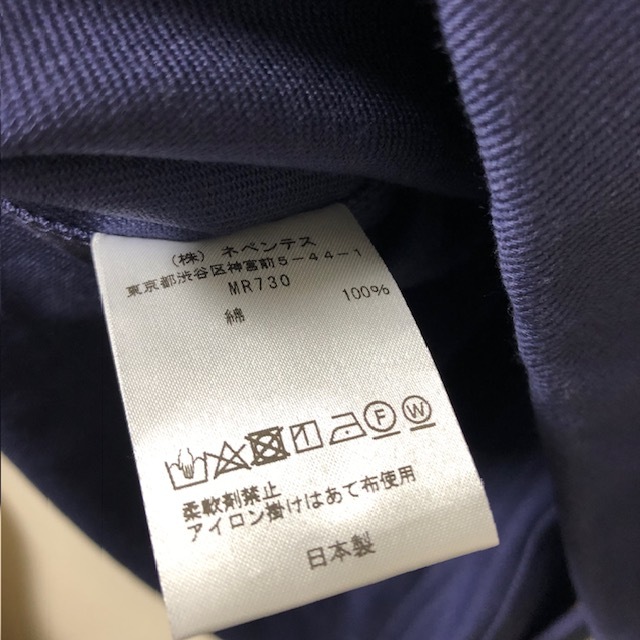 (株) ネペンテス
東京都渋谷区神宮前5-44-1
MR730
綿 100%
F W
柔軟剤禁止
アイロン掛けはあて布使用
日本製